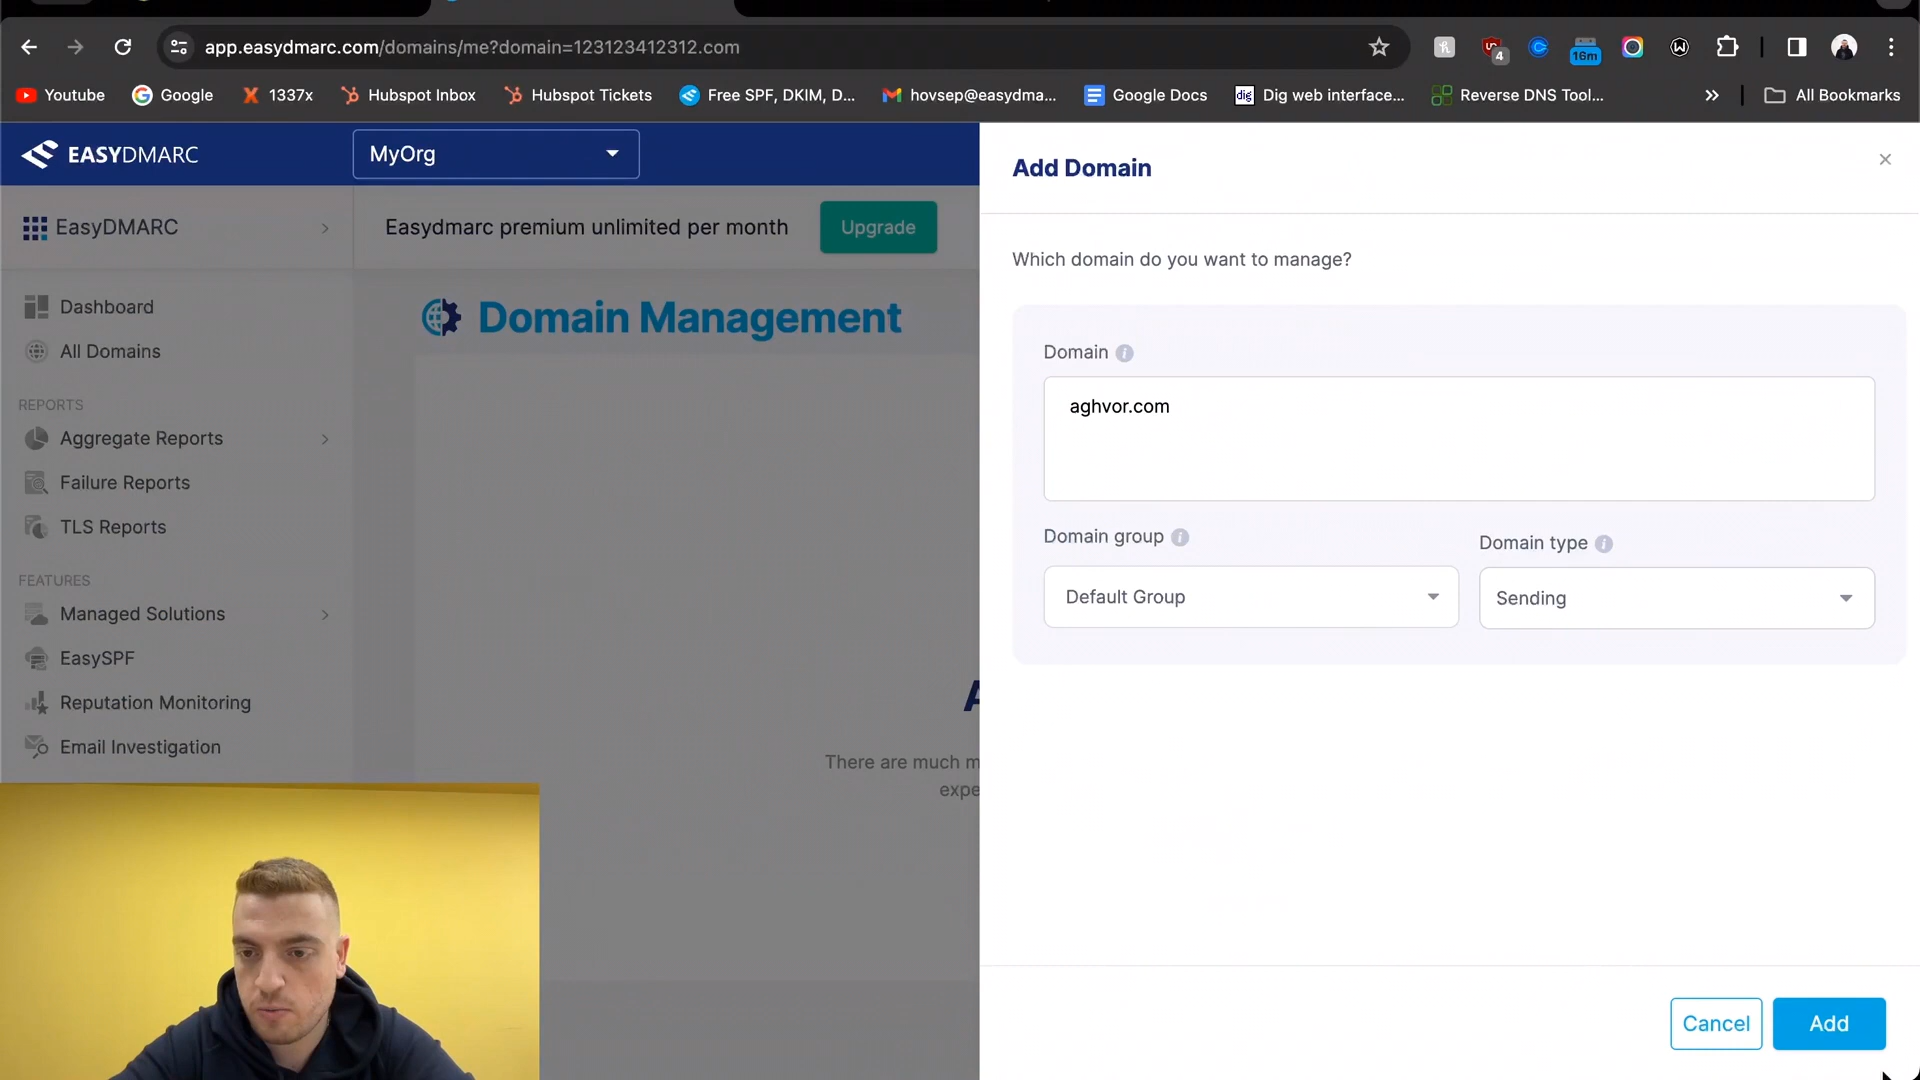 app.easydmarc.com/domains/me?domain=123123412312.com
4
16m
Youtube
Google
1337x
Hubspot Inbox
Hubspot Tickets
Free SPF, DKIM, D...
hovsep@easydma...
Google Docs
dig
Dig web interface...
Reverse DNS Tool...
All Bookmarks
EASYDMARC
MyOrg
Add Domain
EasyDMARC
Easydmarc premium unlimited per month
Upgrade
Which domain do you want to manage?
Dashboard
Domain Management
All Domains
Domain
aghvor.com
REPORTS
Aggregate Reports
Failure Reports
TLS Reports
Domain group
Domain type
Default Group
Sending
FEATURES
Managed Solutions
EasySPF
Reputation Monitoring
Email Investigation
There are much
Cancel
Add